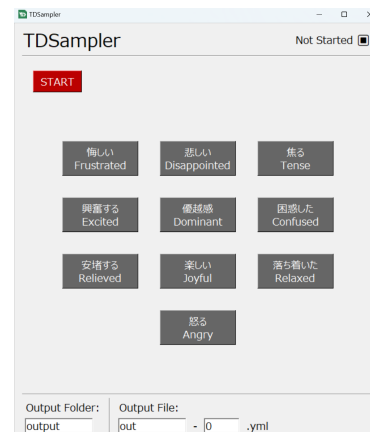 TDSampler
TDSampler
Not Started
START
悔しい
Frustrated
悲しい
Disappointed
焦る
Tense
興奮する
Excited
優越感
Dominant
困惑した
Confused
安堵する
Relieved
楽しい
Joyful
落ち着いた
Relaxed
怒る
Angry
Output Folder:
Output File:
output
out - 0 .yml